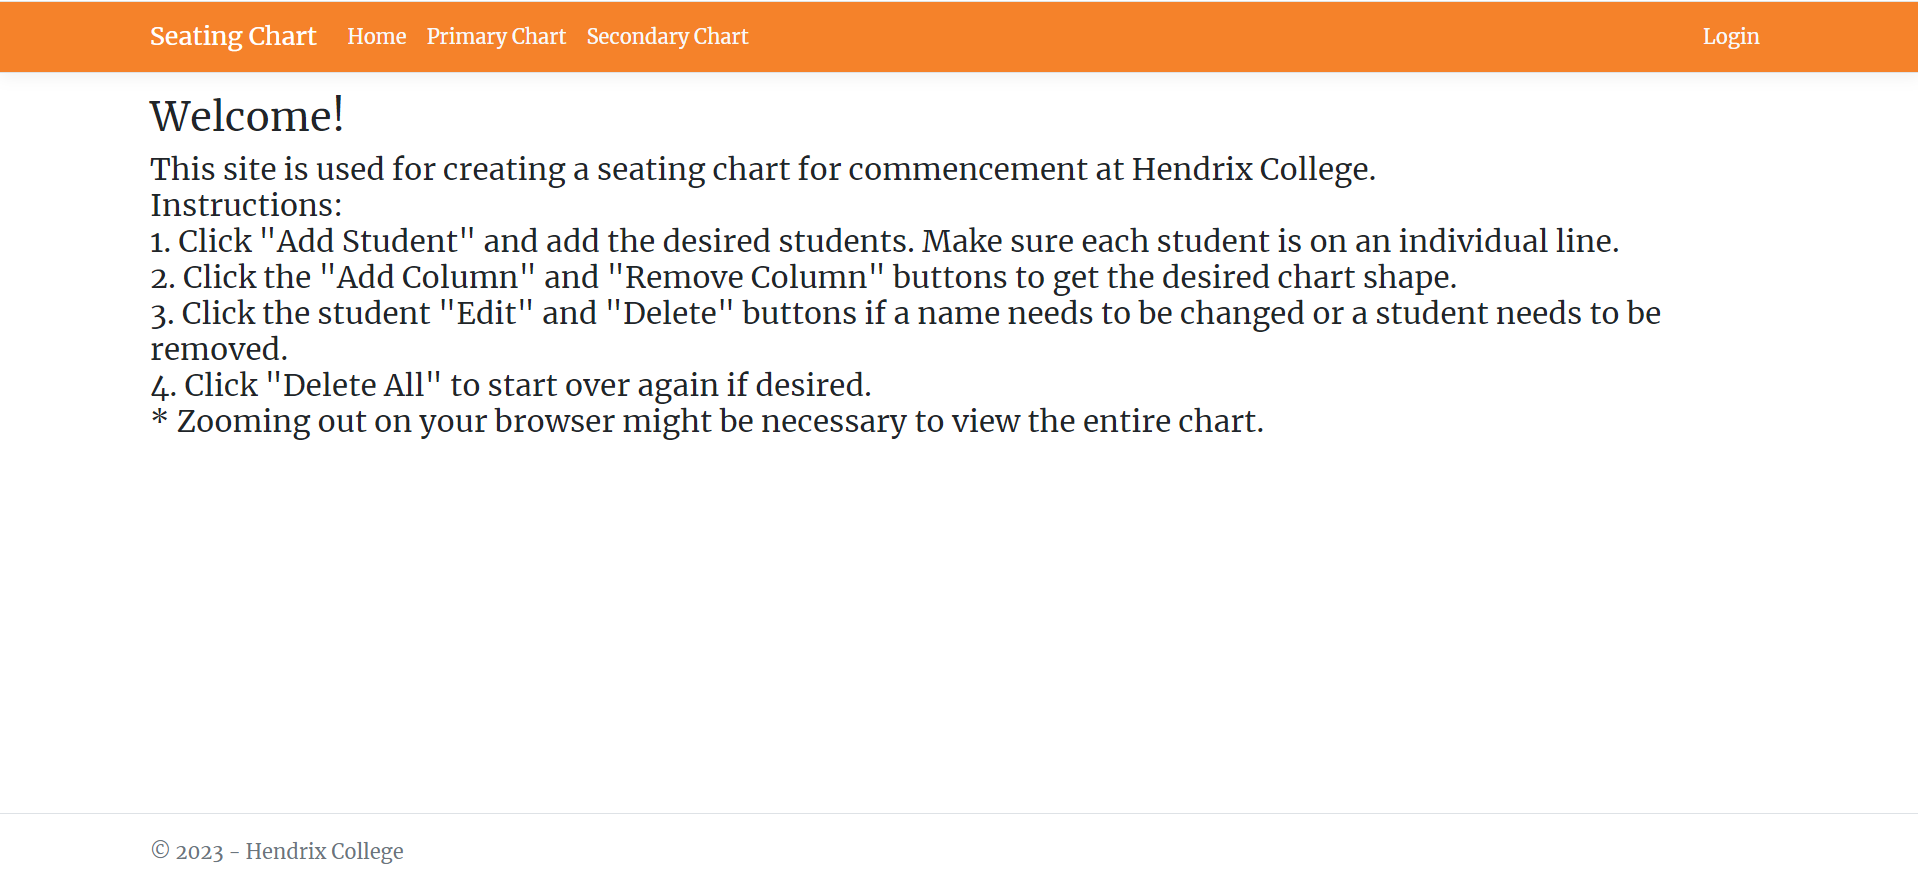 Seating Chart Home Primary Chart Secondary Chart Login
Welcome!
This site is used for creating a seating chart for commencement at Hendrix College.
Instructions:
1. Click "Add Student" and add the desired students. Make sure each student is on an individual line.
2. Click the "Add Column" and "Remove Column" buttons to get the desired chart shape.
3. Click the student "Edit" and "Delete" buttons if a name needs to be changed or a student needs to be
removed.
4. Click "Delete All" to start over again if desired.
* Zooming out on your browser might be necessary to view the entire chart.
© 2023 - Hendrix College